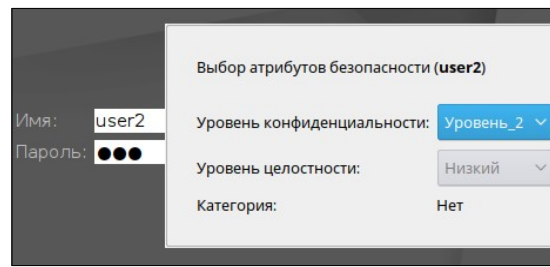 Выбор атрибутов безопасности (user2)
Имя: user2
Уровень конфиденциальности: Уровень_2
Пароль: ●●●
Уровень целостности: Низкий
Категория: Нет